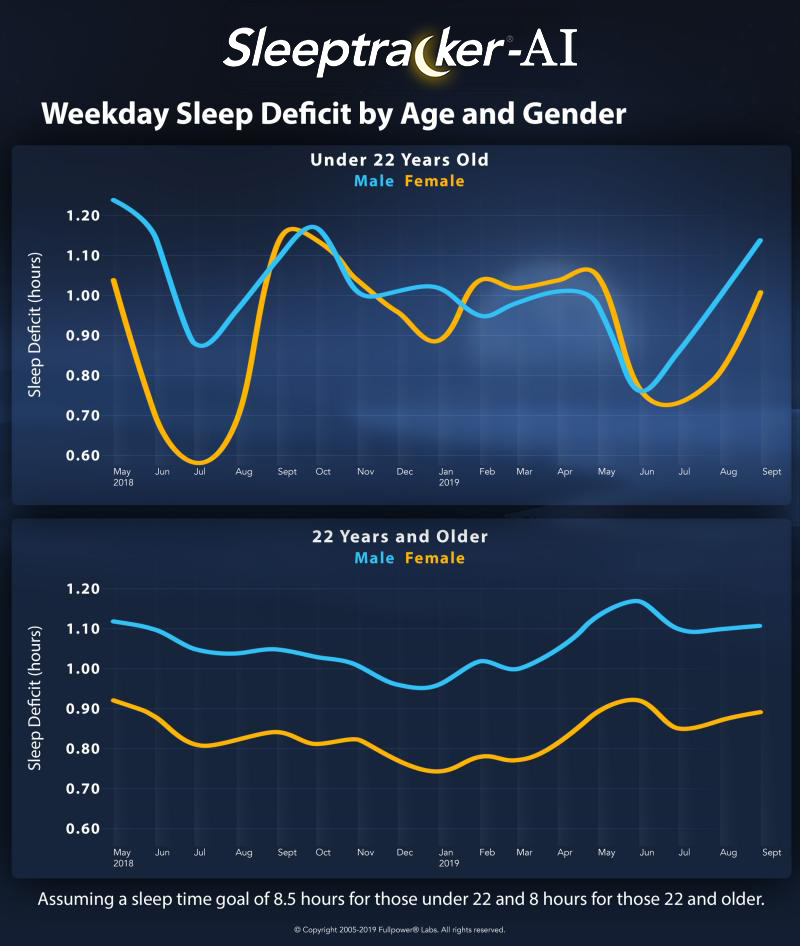 Sleeptracker®-AI
Weekday Sleep Deficit by Age and Gender
Under 22 Years Old
Male Female
Sleep Deficit (hours)
1.20
1.10
1.00
0.90
0.80
0.70
0.60
May Jun Jul Aug Sept Oct Nov Dec Jan Feb Mar Apr May Jun Jul Aug Sept
2018 2019
22 Years and Older
Male Female
Sleep Deficit (hours)
1.20
1.10
1.00
0.90
0.80
0.70
0.60
May Jun Jul Aug Sept Oct Nov Dec Jan Feb Mar Apr May Jun Jul Aug Sept
2018 2019
Assuming a sleep time goal of 8.5 hours for those under 22 and 8 hours for those 22 and older.
© Copyright 2005-2019 Fullpower® Labs. All rights reserved.